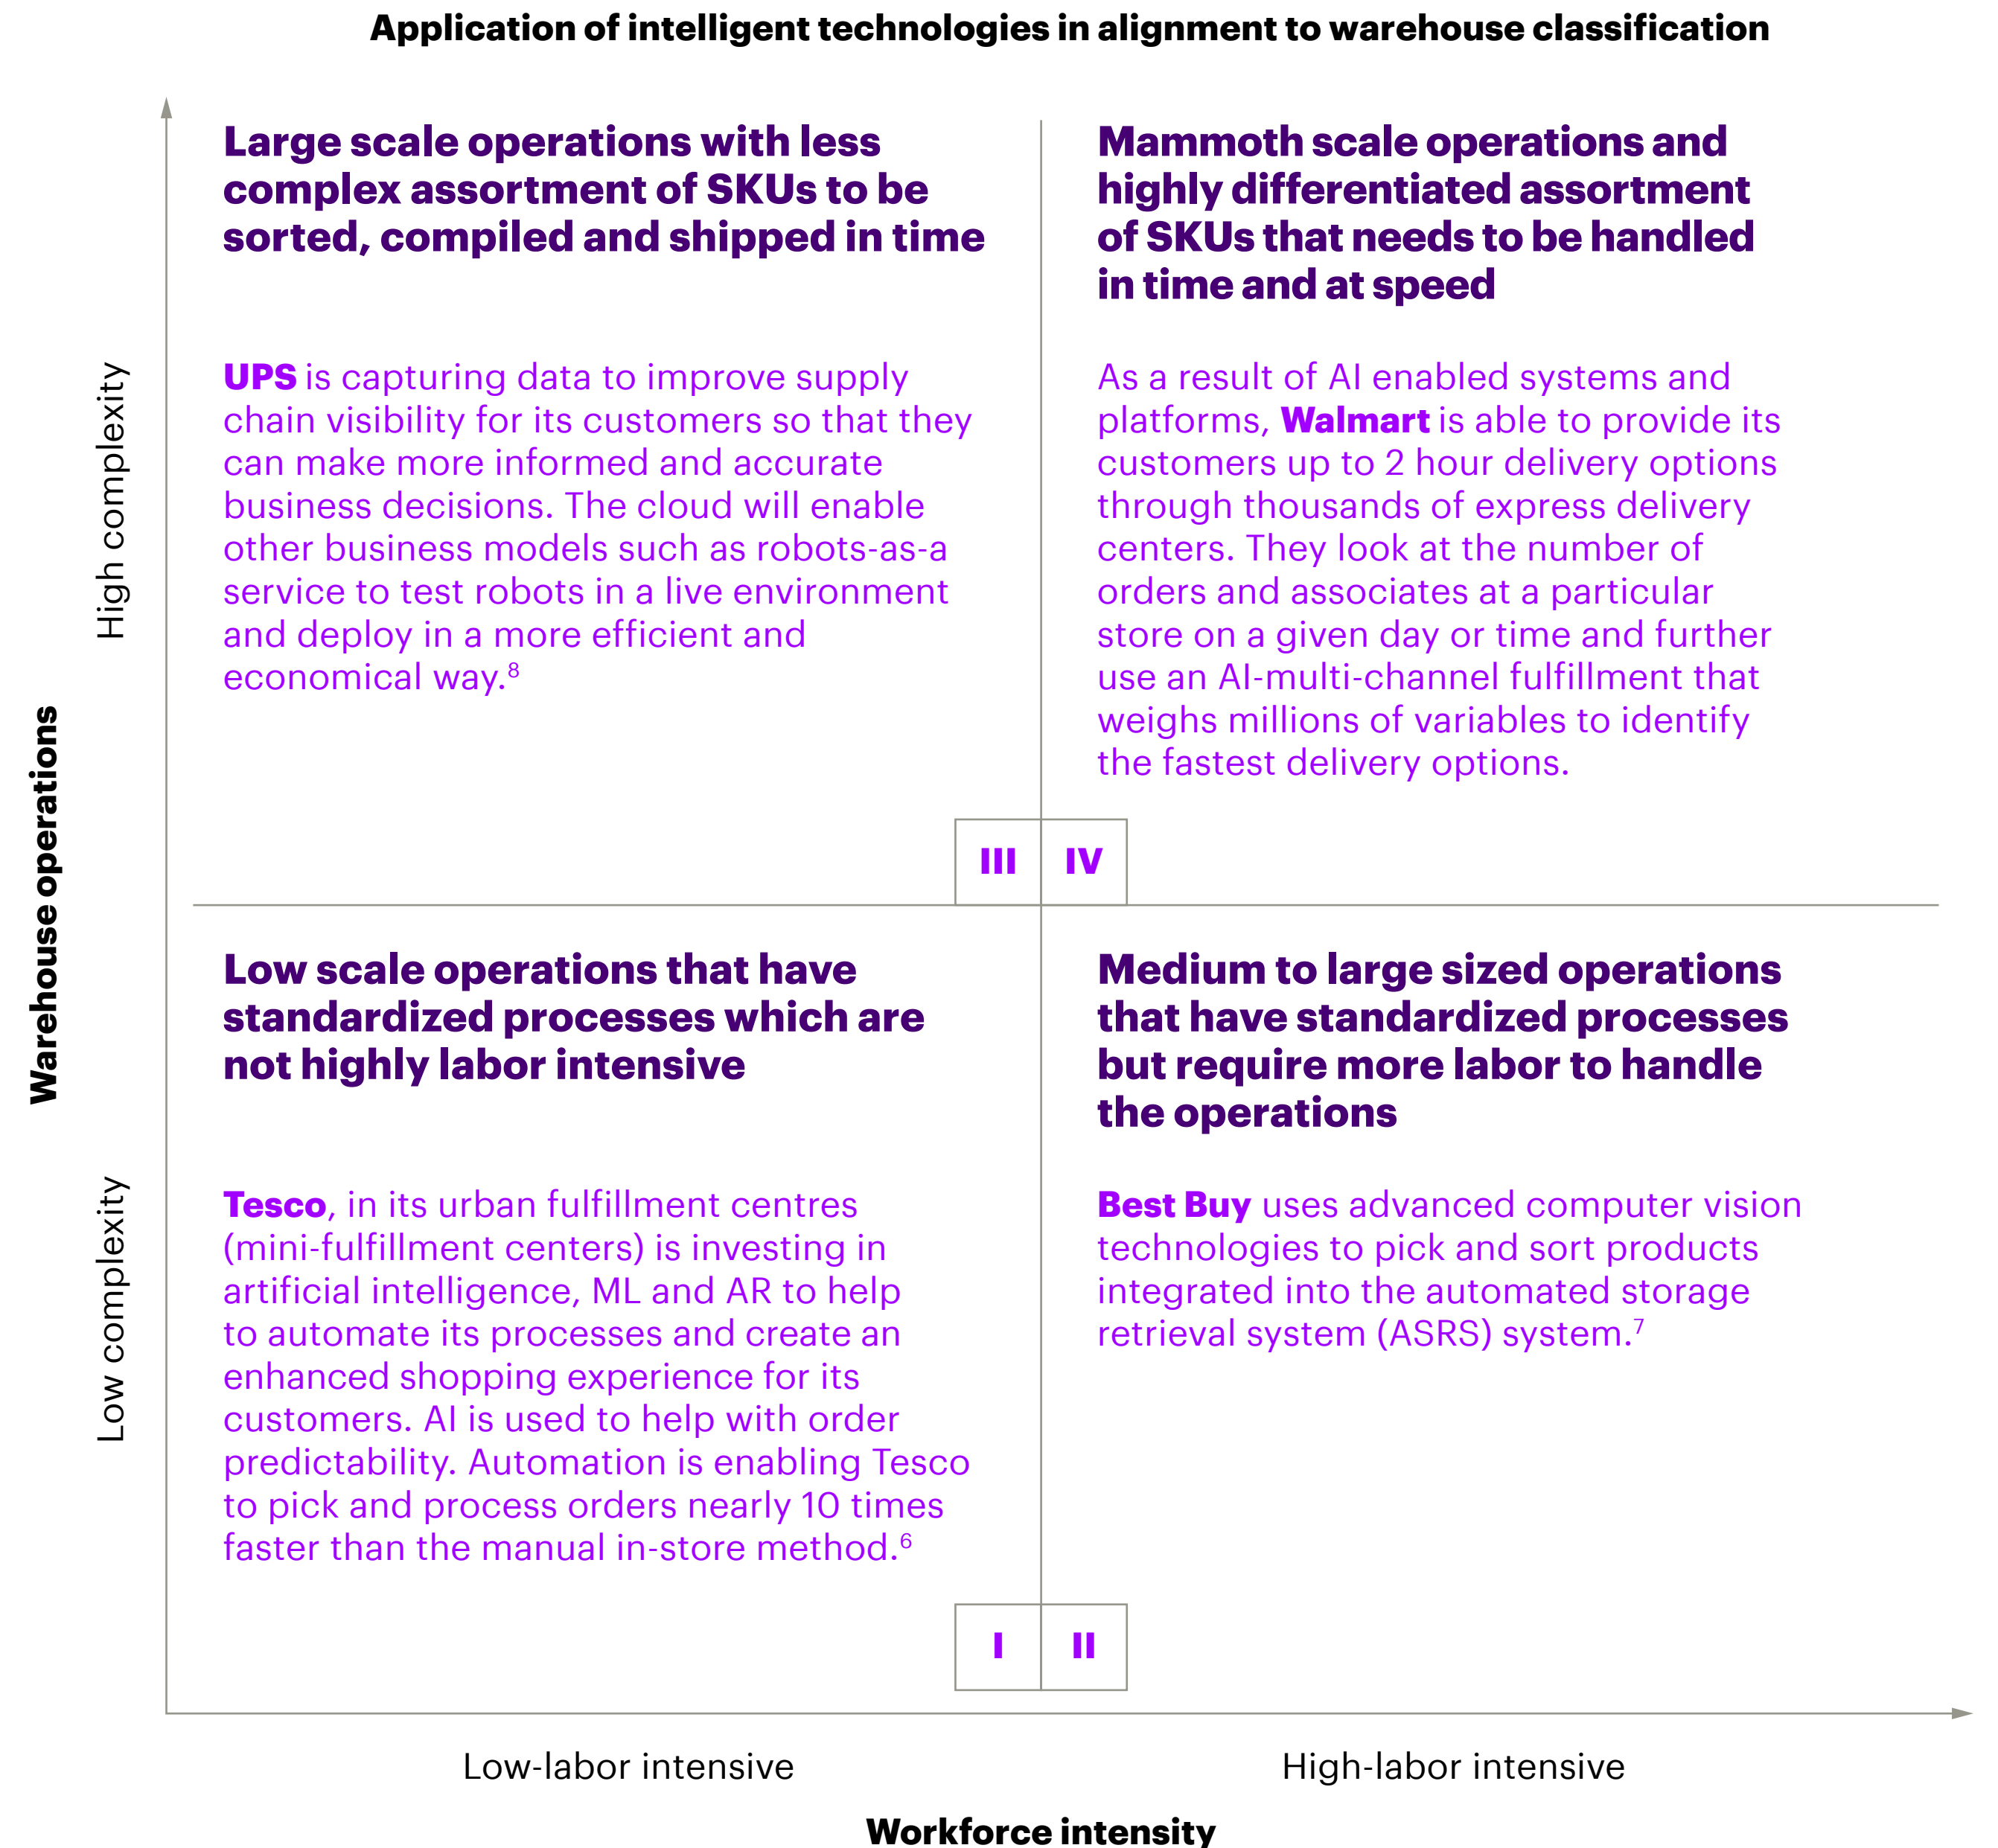 Application of intelligent technologies in alignment to warehouse classification
Warehouse operations
High complexity
Low complexity
Large scale operations with less
complex assortment of SKUs to be
sorted, compiled and shipped in time
UPS is capturing data to improve supply
chain visibility for its customers so that they
can make more informed and accurate
business decisions. The cloud will enable
other business models such as robots-as-a
service to test robots in a live environment
and deploy in a more efficient and
economical way.8
III
Mammoth scale operations and
highly differentiated assortment
of SKUs that needs to be handled
in time and at speed
As a result of AI enabled systems and
platforms, Walmart is able to provide its
customers up to 2 hour delivery options
through thousands of express delivery
centers. They look at the number of
orders and associates at a particular
store on a given day or time and further
use an AI-multi-channel fulfillment that
weighs millions of variables to identify
the fastest delivery options.
IV
Low scale operations that have
standardized processes which are
not highly labor intensive
Tesco, in its urban fulfillment centres
(mini-fulfillment centers) is investing in
artificial intelligence, ML and AR to help
to automate its processes and create an
enhanced shopping experience for its
customers. AI is used to help with order
predictability. Automation is enabling Tesco
to pick and process orders nearly 10 times
faster than the manual in-store method.6
I
Medium to large sized operations
that have standardized processes
but require more labor to handle
the operations
Best Buy uses advanced computer vision
technologies to pick and sort products
integrated into the automated storage
retrieval system (ASRS) system.7
II
Low-labor intensive
High-labor intensive
Workforce intensity